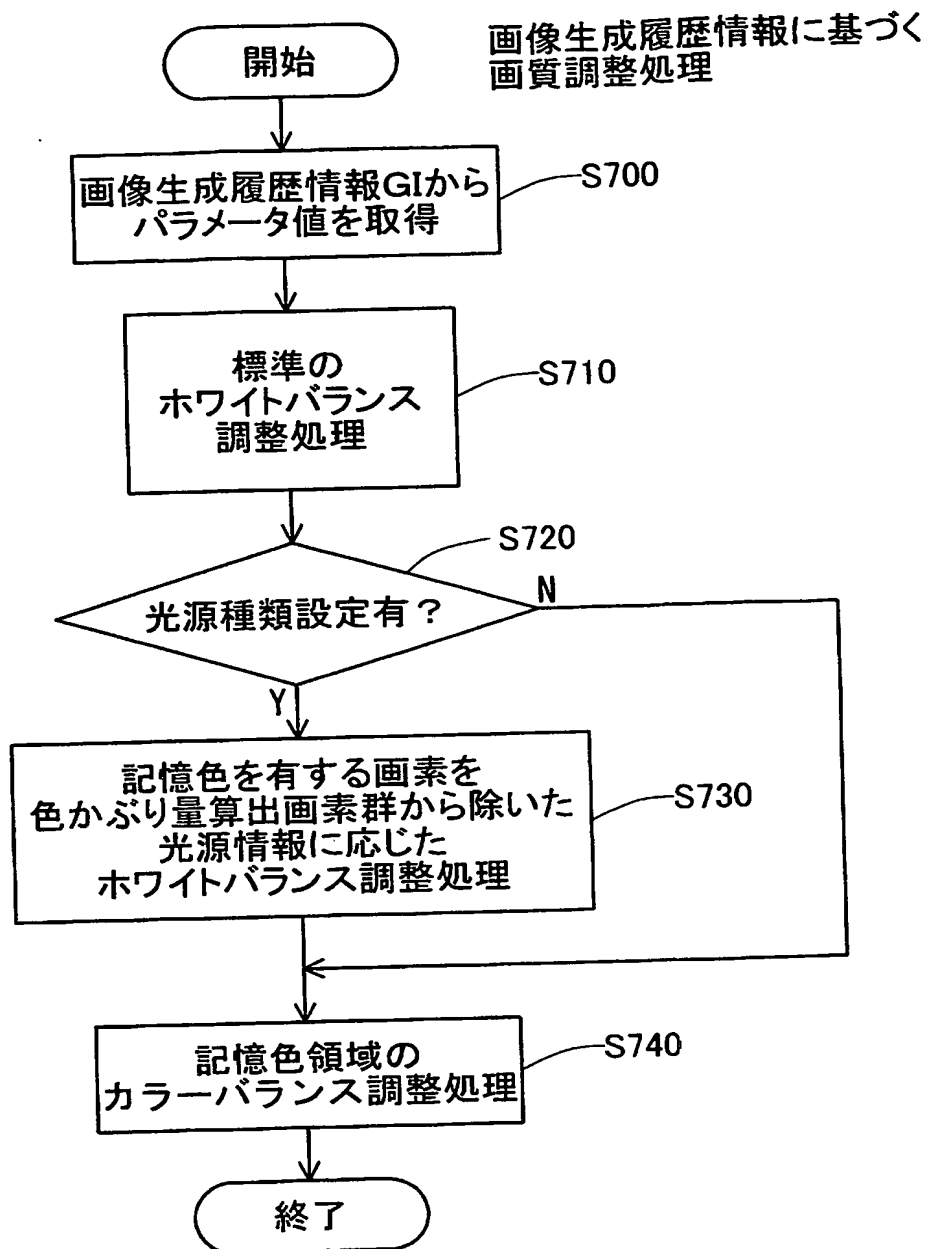 画像生成履歴情報に基づく
画質調整処理
開始
画像生成履歴情報GIから
パラメータ値を取得
S700
標準の
ホワイトバランス
調整処理
S710
S720
光源種類設定有？
N
Y
記憶色を有する画素を
色かぶり量算出画素群から除いた
光源情報に応じた
ホワイトバランス調整処理
S730
記憶色領域の
カラーバランス調整処理
S740
終了